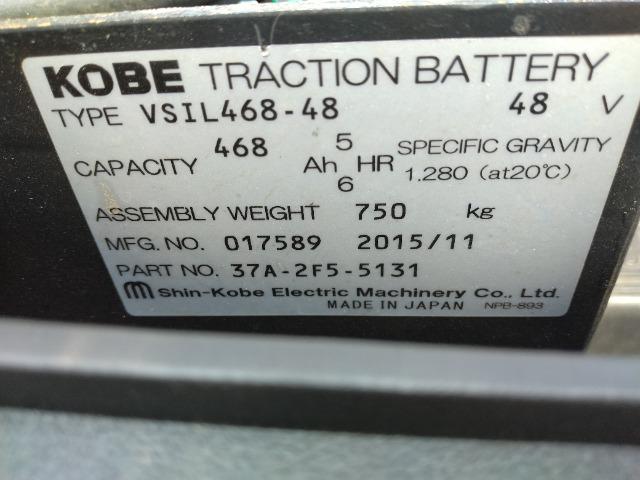 KOBE TRACTION BATTERY
TYPE VSIL468-48 48 V
CAPACITY 468 Ah 5 HR SPECIFIC GRAVITY
6 1.280 (at20℃)
ASSEMBLY WEIGHT 750 kg
MFG. NO. 017589 2015/11
PART NO. 37A-2F5-5131
Shin-Kobe Electric Machinery Co., Ltd.
MADE IN JAPAN NPB-893